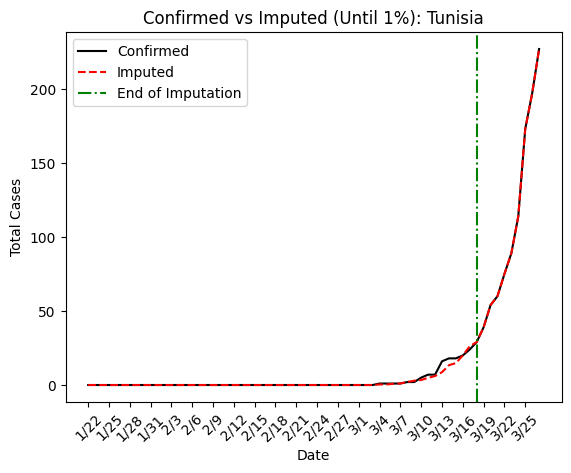 Confirmed vs Imputed (Until 1%): Tunisia
Confirmed
Imputed
End of Imputation
Total Cases
200
150
100
50
0
1/22 1/25 1/28 1/31 2/3 2/6 2/9 2/12 2/15 2/18 2/21 2/24 2/27 3/1 3/4 3/7 3/10 3/13 3/16 3/19 3/22 3/25
Date